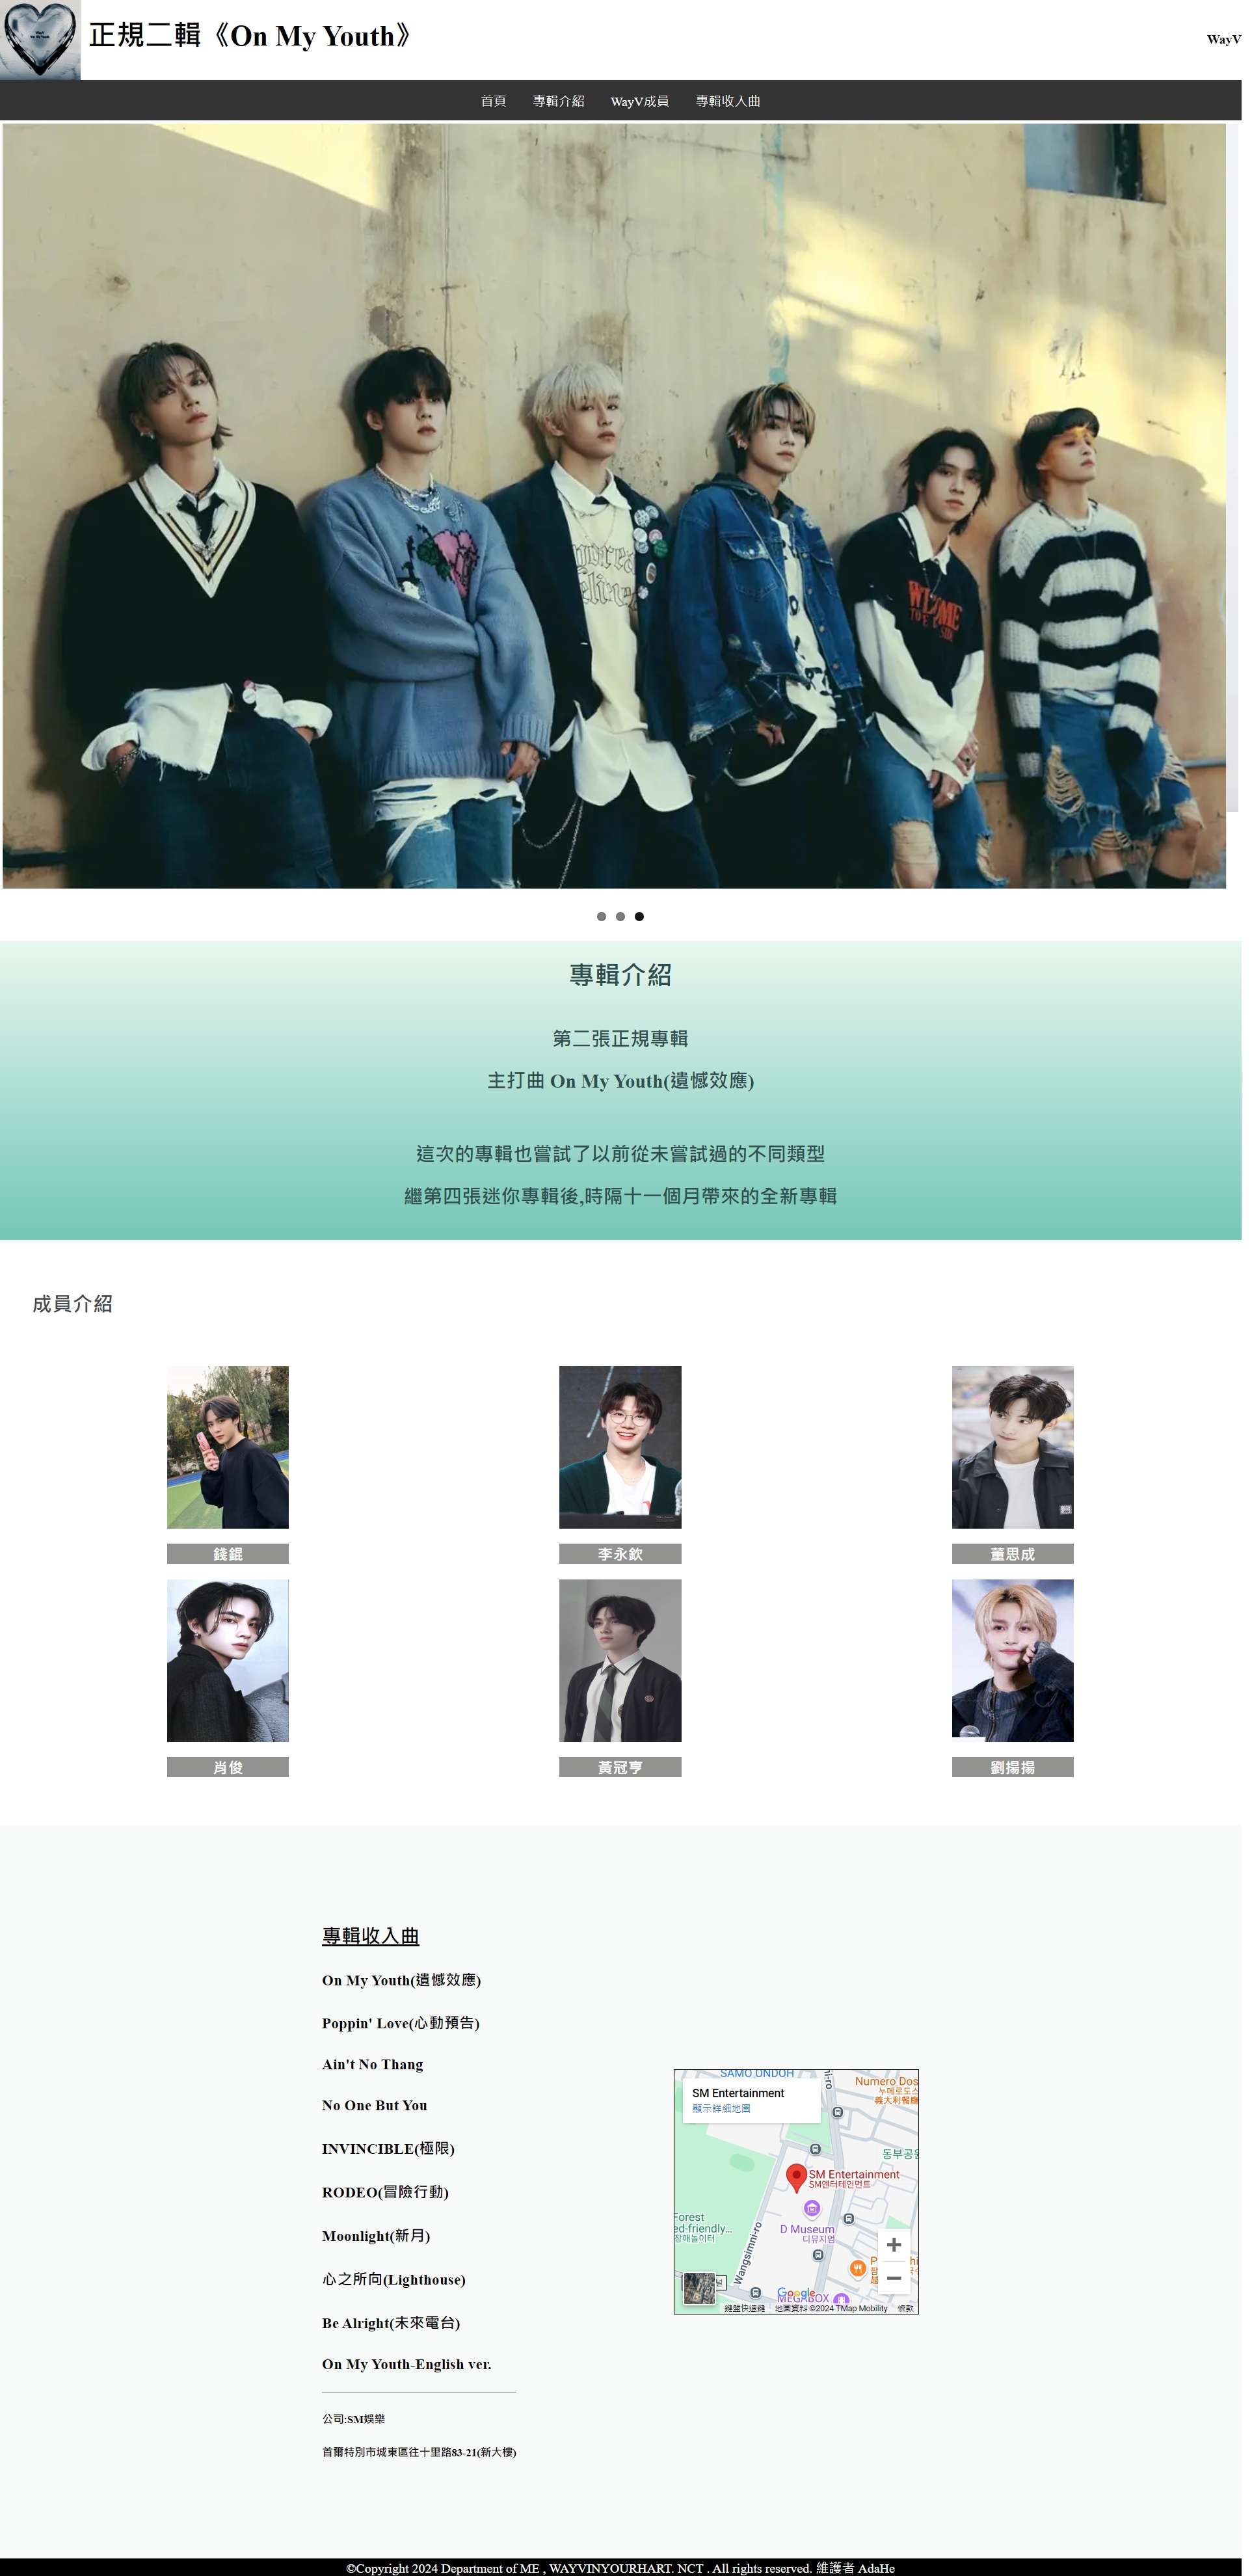 正規二輯《On My Youth》
WayV
首頁 專輯介紹 WayV成員 專輯收入曲
專輯介紹
第二張正規專輯
主打曲 On My Youth(遺憾效應)
這次的專輯也嘗試了以前從未嘗試過的不同類型
繼第四張迷你專輯後,時隔十一個月帶來的全新專輯
成員介紹
錢錕 李永欽 董思成
肖俊 黃冠亨 劉揚揚
專輯收入曲
On My Youth(遺憾效應)
Poppin' Love(心動預告)
Ain't No Thang
No One But You
INVINCIBLE(極限)
RODEO(冒險行動)
Moonlight(新月)
心之所向(Lighthouse)
Be Alright(未來電台)
On My Youth-English ver.
公司:SM娛樂
首爾特別市城東區往十里路83-21(新大樓)
SAMO ONDOH
Numero Dos
누메로도스
義大利餐廳
SM Entertainment
顯示詳細地圖
동부공원
SM Entertainment
SM엔터테인먼트
Forest
ed-friendly...
장애놀이터
D Museum
디뮤지엄
Wangsimni-ro
Google
MEGABOX
鍵盤快速鍵 地圖資料 ©2024 TMap Mobility 條款
©Copyright 2024 Department of ME , WAYVINYOURHART. NCT . All rights reserved. 維護者 AdaHe